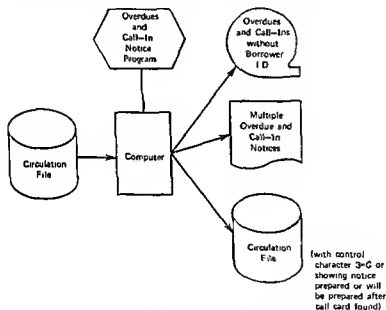 Overdues
and
Call-In
Notice
Program
Overdues
and Call-Ins
without
Borrower
I D
Circulation
File
Computer
Multiple
Overdue and
Call-In
Notices
Circulation
File
(with control
character 3-G or
showing notice
prepared or will
be prepared after
call card found)